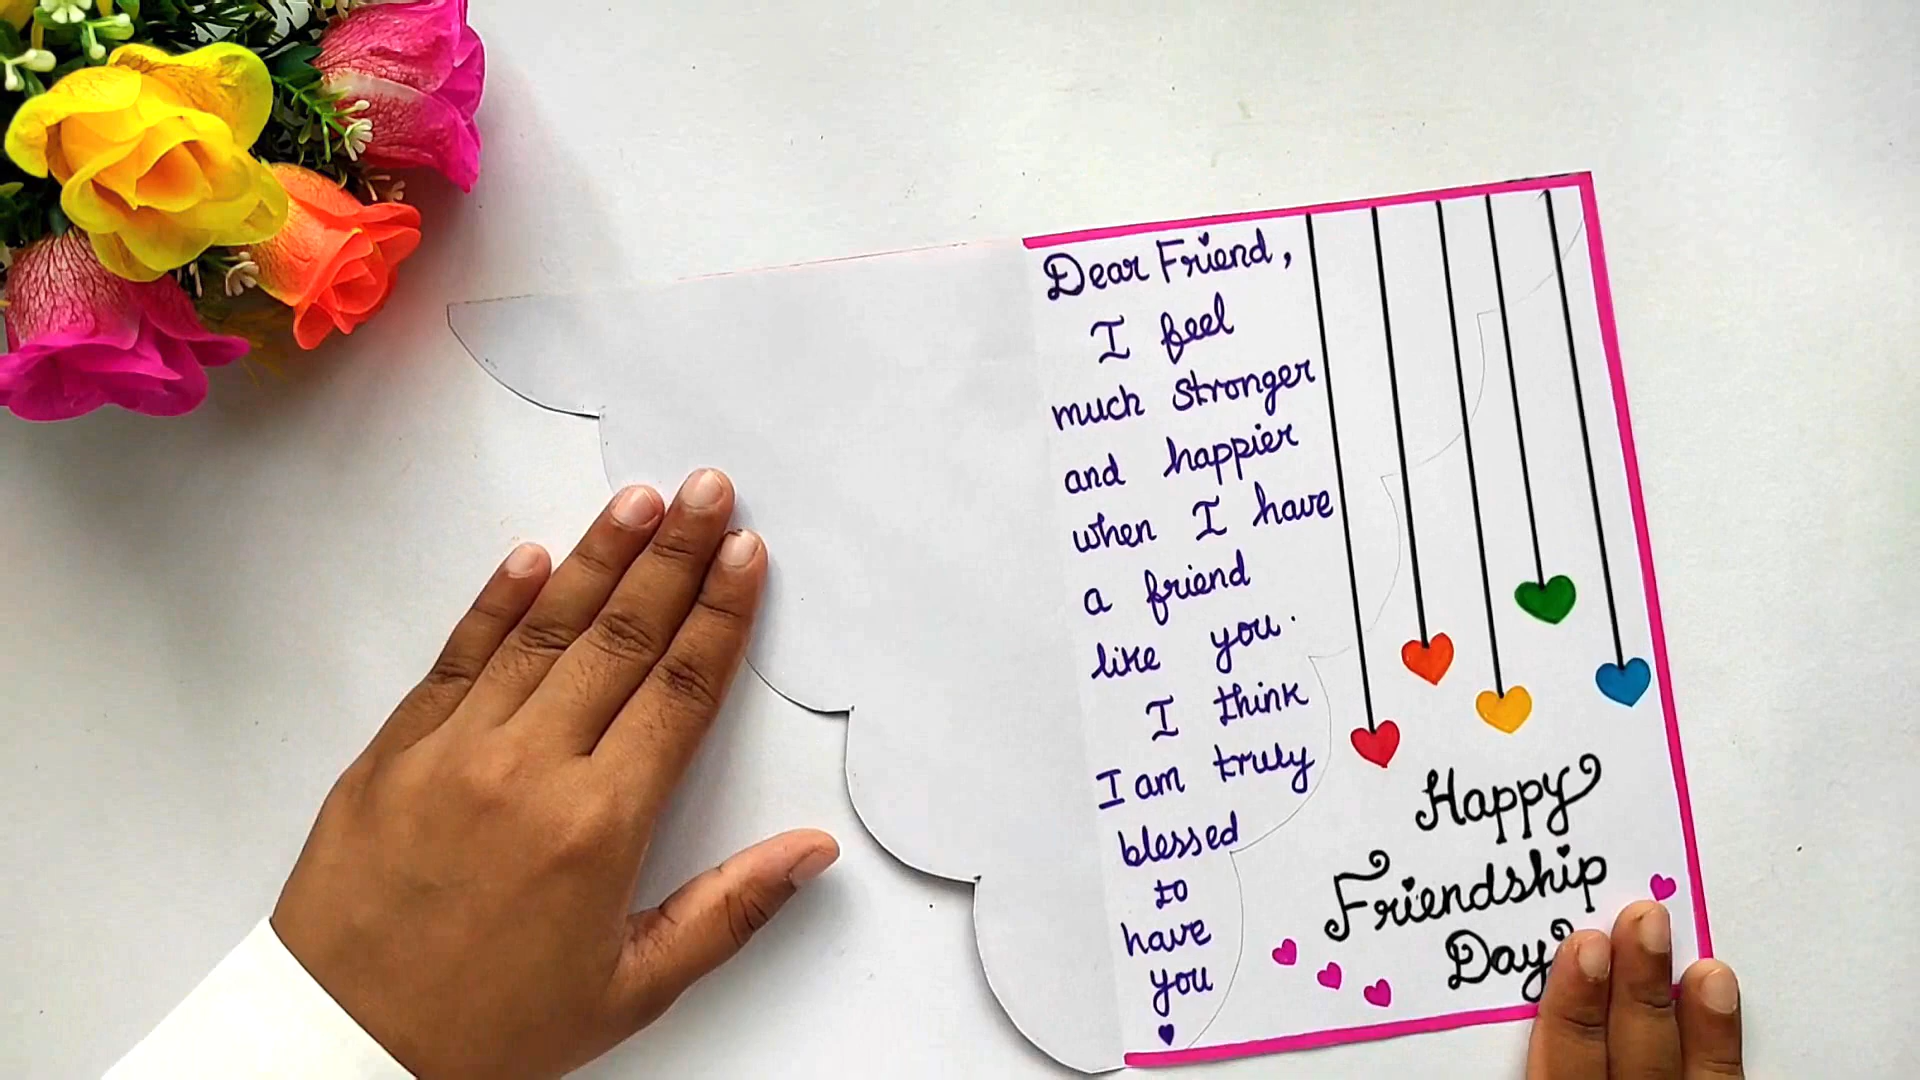 Dear Friend,
I feel
much stronger
and happier
when I have
a friend
like you.
I think
I am truly
blessed
to
have
you
Happy
Friendship
Day